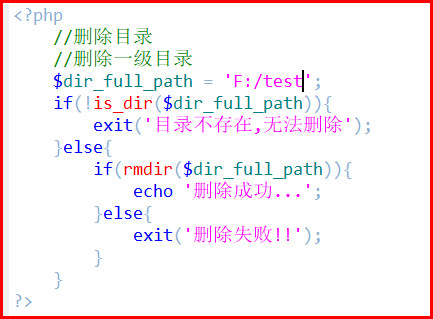 <?php
//删除目录
//删除一级目录
$dir_full_path = 'F:/test';
if(!is_dir($dir_full_path)){
exit('目录不存在,无法删除');
}else{
if(rmdir($dir_full_path)){
echo '删除成功...';
}else{
exit('删除失败!!');
}
}
?>